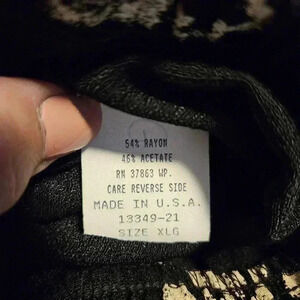 54% RAYON
46% ACETATE
RN 37863 WP.
CARE REVERSE SIDE
MADE IN U.S.A.
13349-21
SIZE XLG